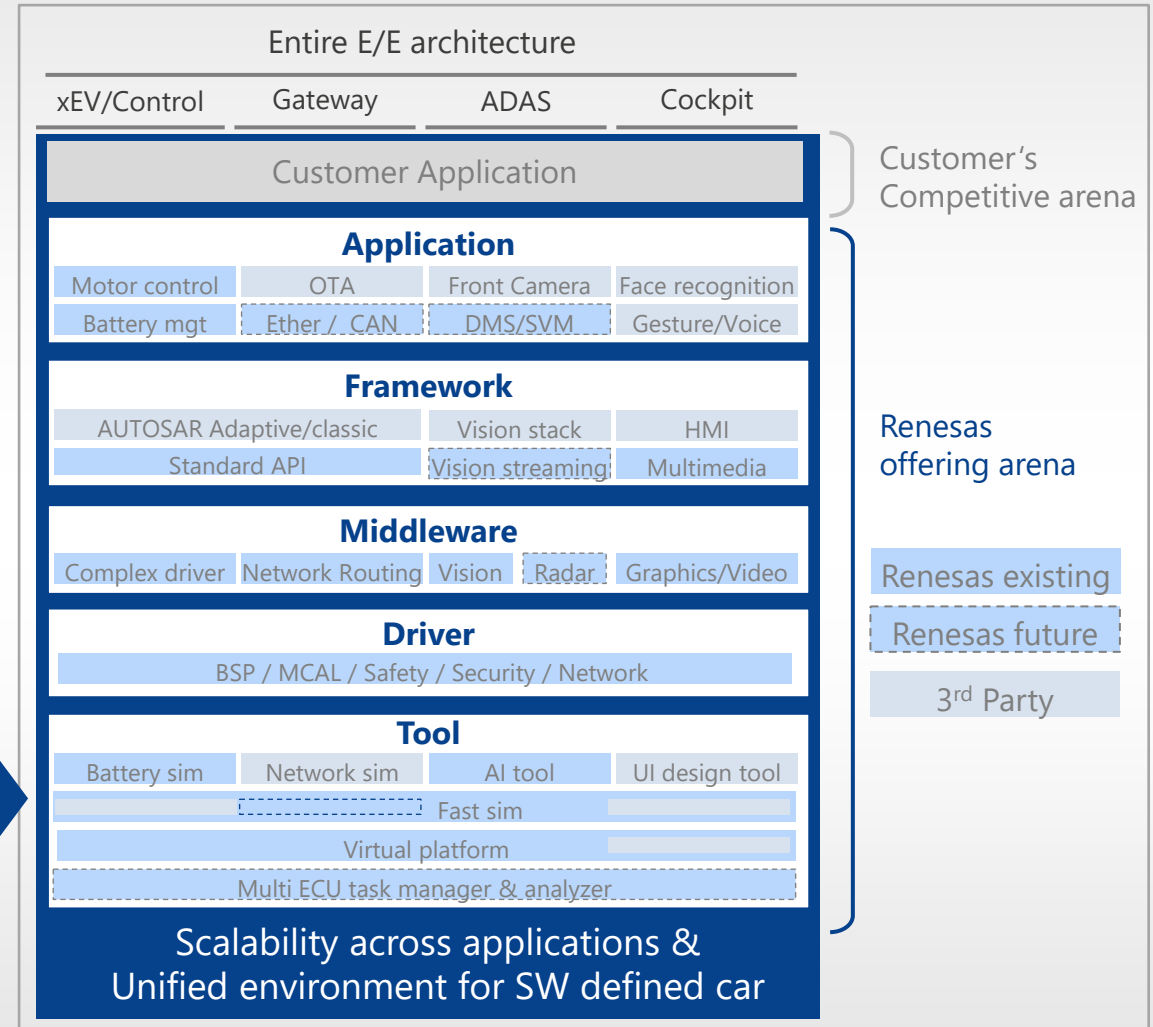 Entire E/E architecture
xEV/Control Gateway ADAS Cockpit
Customer Application
Customer‘s
Competitive arena
Application
Motor control OTA Front Camera Face recognition
Battery mgt Ether / CAN DMS/SVM Gesture/Voice
Framework
AUTOSAR Adaptive/classic Vision stack HMI
Standard API Vision streaming Multimedia
Renesas
offering arena
Middleware
Complex driver Network Routing Vision Radar Graphics/Video
Driver
BSP / MCAL / Safety / Security / Network
Renesas existing
Renesas future
3rd Party
Tool
Battery sim Network sim AI tool UI design tool
Fast sim
Virtual platform
Multi ECU task manager & analyzer
Scalability across applications &
Unified environment for SW defined car